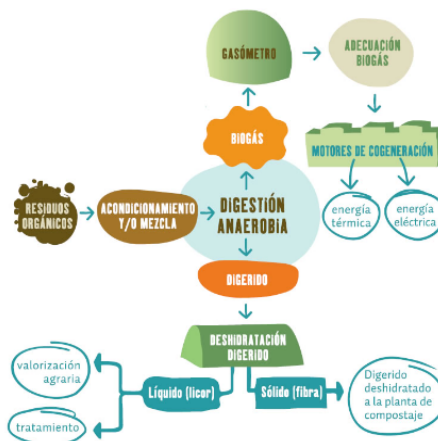 GASÓMETRO
ADECUACIÓN
BIOGÁS
BIOGÁS
MOTORES DE COGENERACIÓN
RESIDUOS
ORGÁNICOS
ACONDICIONAMIENTO
Y/O MEZCLA
DIGESTIÓN
ANAEROBIA
energía
térmica
energía
eléctrica
DIGERIDO
DESHIDRATACIÓN
DIGERIDO
valorización
agraria
Líquido (licor)
Sólido (fibra)
Digerido
deshidratado
a la planta de
compostaje
tratamiento